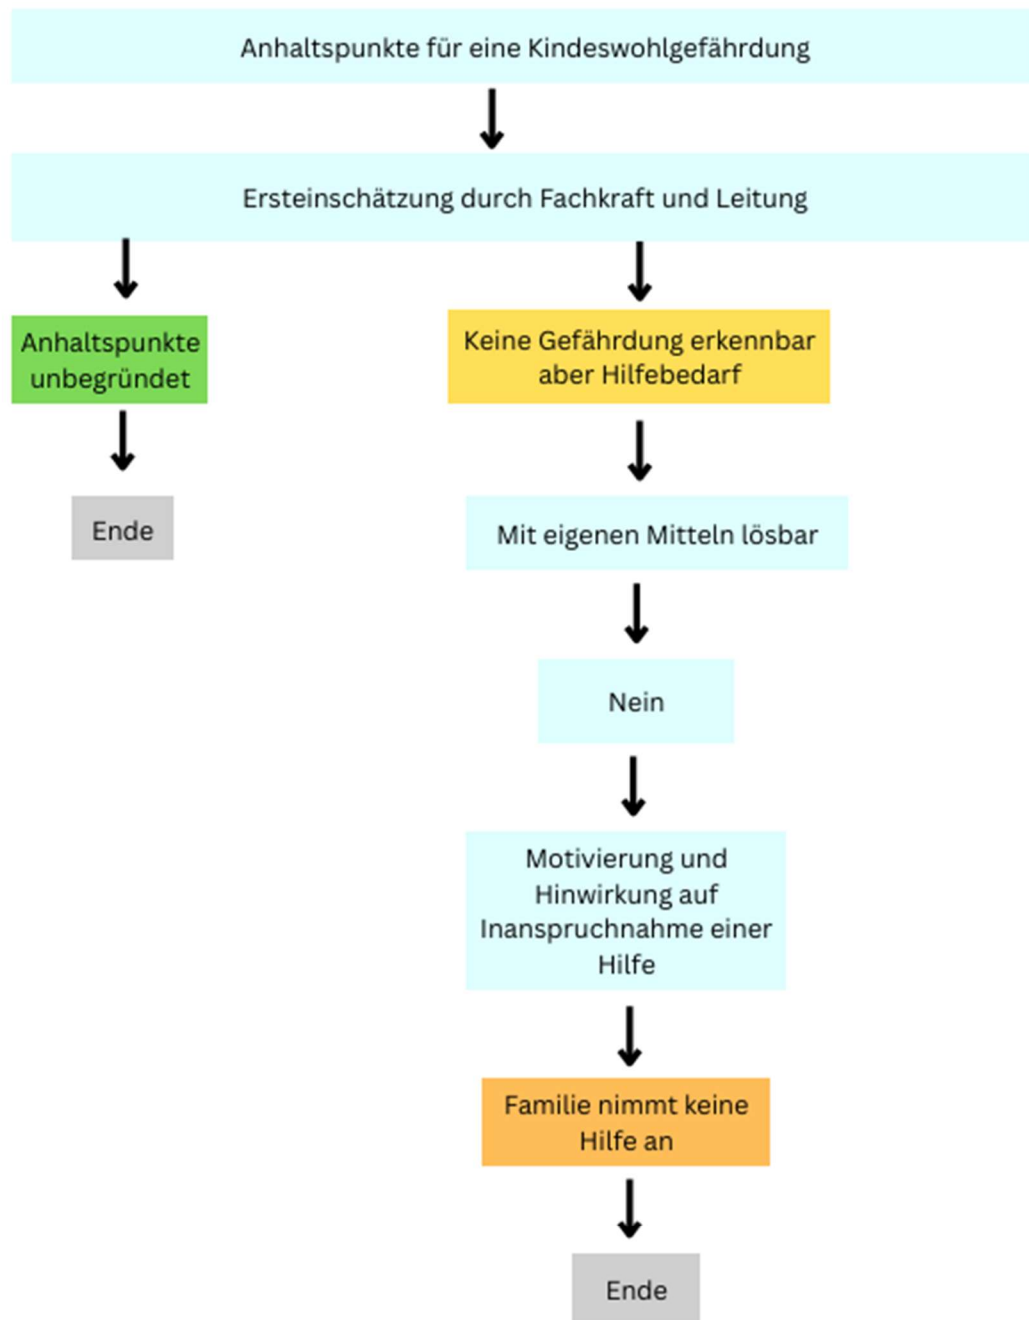 Anhaltspunkte für eine Kindeswohlgefährdung
Ersteinschätzung durch Fachkraft und Leitung
Anhaltspunkte
unbegründet
Ende
Keine Gefährdung erkennbar
aber Hilfebedarf
Mit eigenen Mitteln lösbar
Nein
Motivierung und
Hinwirkung auf
Inanspruchnahme einer
Hilfe
Familie nimmt keine
Hilfe an
Ende